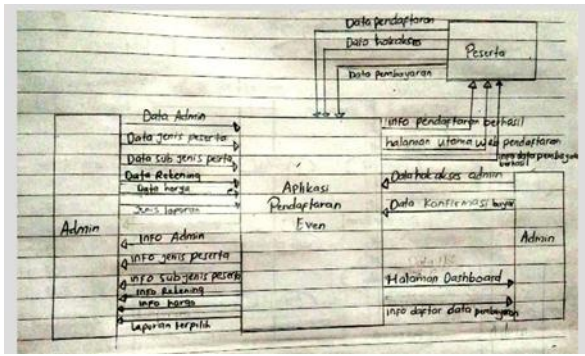 Data pendaftaran
Data hak akses
Data pembayaran
Peserta
Data Admin
Data Jenis peserta
Data sub jenis peserta
Data Rekening
Data harga
Jenis laporan
Admin
Info Admin
Info Jenis peserta
Info sub jenis peserta
Info Rekening
Info harga
Laporan terpilih
Aplikasi
Pendaftaran
Even
Info pendaftaran berhasil
halaman utama web pendaftaran
info data pembayaran
berhasil
Data hak akses admin
Data Konfirmasi bayar
Admin
Halaman Dashboard
info daftar data pembayaran